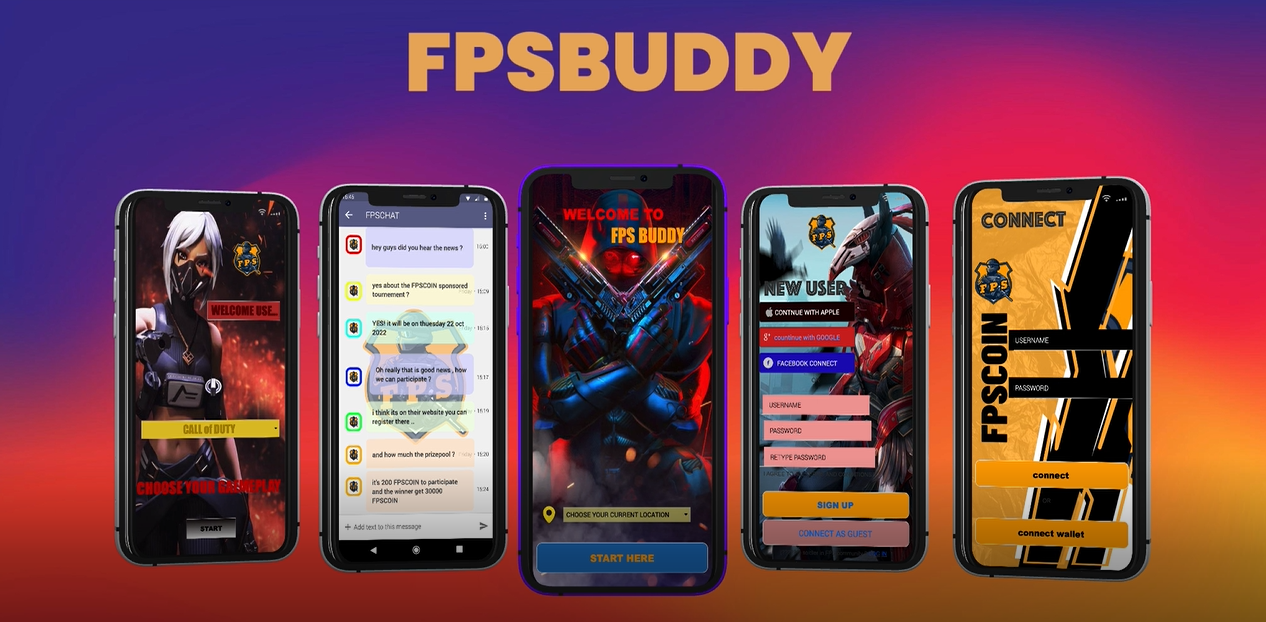 FPSBUDDY
FPS
WELCOME USE...
CALL of DUTY
CHOOSE YOUR GAMEPLAY
START
FPSCHAT
hey guys did you hear the news ?
yes about the FPSCOIN sponsored
tournement ?
15:09
YES! it will be on thuesday 22 oct
2022
15:15
Oh really that is good news , how
we can participate ?
15:17
i think its on their website you can
register there ..
15:19
and how much the prizepool ?
15:20
it's 200 FPSCOIN to participate
and the winner get 30000
FPSCOIN
15:24
FPS
Add text to this message
WELCOME TO
FPS BUDDY
CHOOSE YOUR CURRENT LOCATION
START HERE
FPS
NEW USER
CONTNUE WITH APPLE
g+ countinue with GOOGLE
f FACEBOOK CONNECT
USERNAME
PASSWORD
RETYPE PASSWORD
SIGN UP
CONNECT AS GUEST
CONNECT
FPS
FPSCOIN
USERNAME
PASSWORD
connect
connect wallet